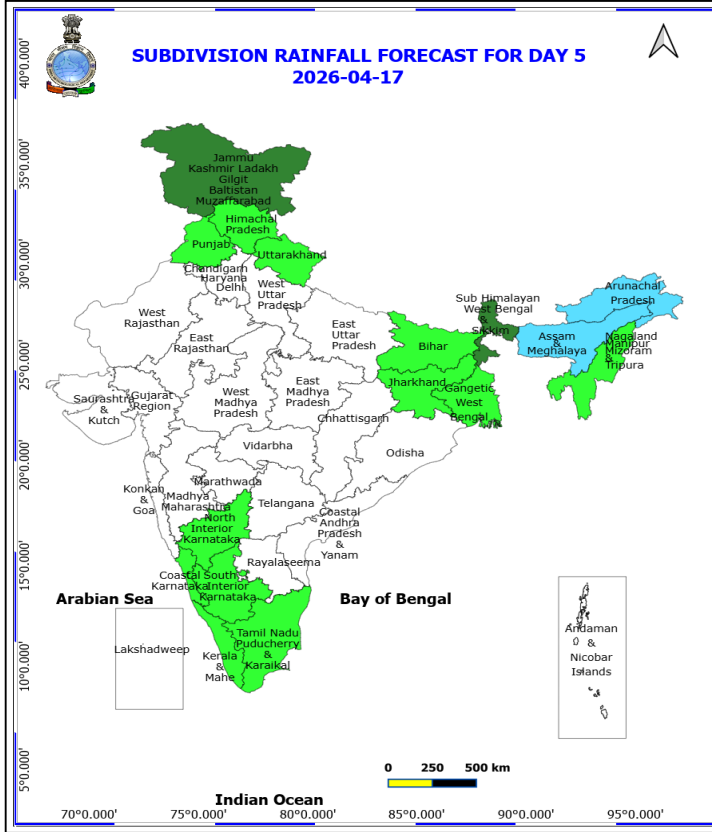 SUBDIVISION RAINFALL FORECAST FOR DAY 5
2026-04-17
40°0.000'
35°0.000'
30°0.000'
25°0.000'
20°0.000'
15°0.000'
10°0.000'
5°0.000'
Jammu
Kashmir Ladakh
Gilgit
Baltistan
Muzaffarabad
Himachal
Pradesh
Punjab
Uttarakhand
Chandigarh
Haryana
Delhi
West
Uttar
Pradesh
West
Rajasthan
East
Rajasthan
East
Uttar
Pradesh
Sub Himalayan
West Bengal
&
Sikkim
Arunachal
Pradesh
Assam
&
Meghalaya
Nagaland
Manipur
Mizoram
&
Tripura
Bihar
Jharkhand
Gangetic
West
Bengal
Saurashtra
&
Kutch
Gujarat
Region
West
Madhya
Pradesh
East
Madhya
Pradesh
Chhattisgarh
Vidarbha
Odisha
Konkan
&
Goa
Madhya
Maharashtra
Marathwada
Telangana
North
Interior
Karnataka
Coastal
Andhra
Pradesh
&
Yanam
Rayalaseema
Coastal
Karnataka
South
Interior
Karnataka
Arabian Sea
Bay of Bengal
Lakshadweep
Kerala
&
Mahe
Tamil Nadu
Puducherry
&
Karaikal
Andaman
&
Nicobar
Islands
0 250 500 km
Indian Ocean
70°0.000' 75°0.000' 80°0.000' 85°0.000' 90°0.000' 95°0.000'